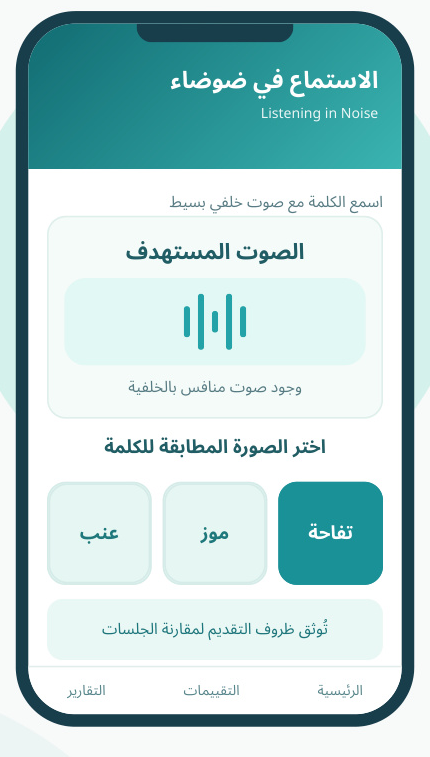 الاستماع في ضوضاء
Listening in Noise
اسمع الكلمة مع صوت خلفي بسيط
الصوت المستهدف
وجود صوت منافس بالخلفية
اختر الصورة المطابقة للكلمة
تفاحة
موز
عنب
تُوثق ظروف التقديم لمقارنة الجلسات
الرئيسية
التقييمات
التقارير